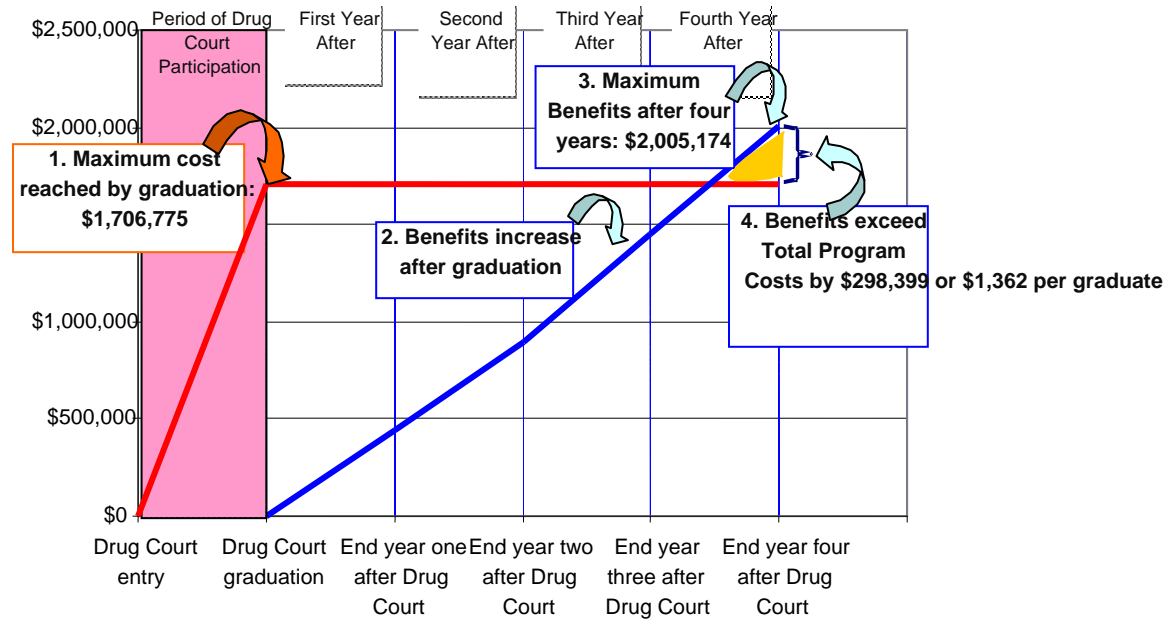 Period of Drug
Court
Participation
First Year
After
Second
Year After
Third Year
After
Fourth Year
After
$2,500,000
$2,000,000
$1,000,000
$500,000
$0
1. Maximum cost
reached by graduation:
$1,706,775
2. Benefits increase
after graduation
3. Maximum
Benefits after four
years: $2,005,174
4. Benefits exceed
Total Program
Costs by $298,399 or $1,362 per graduate
Drug Court
entry
Drug Court
graduation
End year one
after Drug
Court
End year two
after Drug
Court
End year
three after
Drug Court
End year four
after Drug
Court